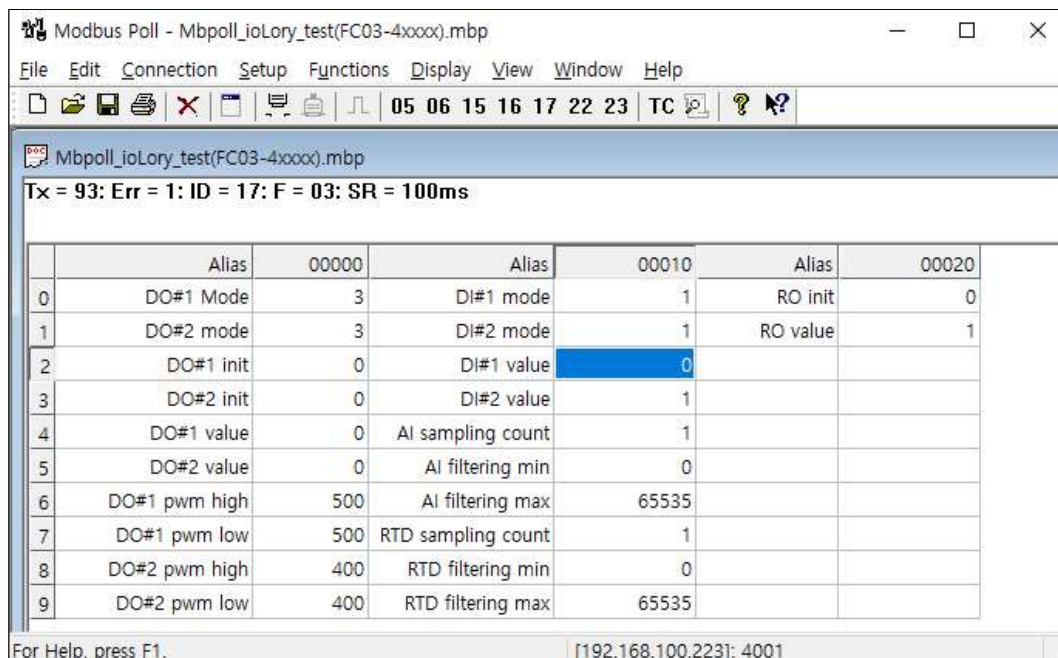 Modbus Poll - Mbpoll_ioLory_test(FC03-4xxxx).mbp
File Edit Connection Setup Functions Display View Window Help
05 06 15 16 17 22 23 TC
Mbpoll_ioLory_test(FC03-4xxxx).mbp
Tx = 93: Err = 1: ID = 17: F = 03: SR = 100ms
Alias 00000 Alias 00010 Alias 00020
0 DO#1 Mode 3 DI#1 mode 1 RO init 0
1 DO#2 mode 3 DI#2 mode 1 RO value 1
2 DO#1 init 0 DI#1 value 0
3 DO#2 init 0 DI#2 value 1
4 DO#1 value 0 AI sampling count 1
5 DO#2 value 0 AI filtering min 0
6 DO#1 pwm high 500 AI filtering max 65535
7 DO#1 pwm low 500 RTD sampling count 1
8 DO#2 pwm high 400 RTD filtering min 0
9 DO#2 pwm low 400 RTD filtering max 65535
For Help, press F1. [192.168.100.223]: 4001